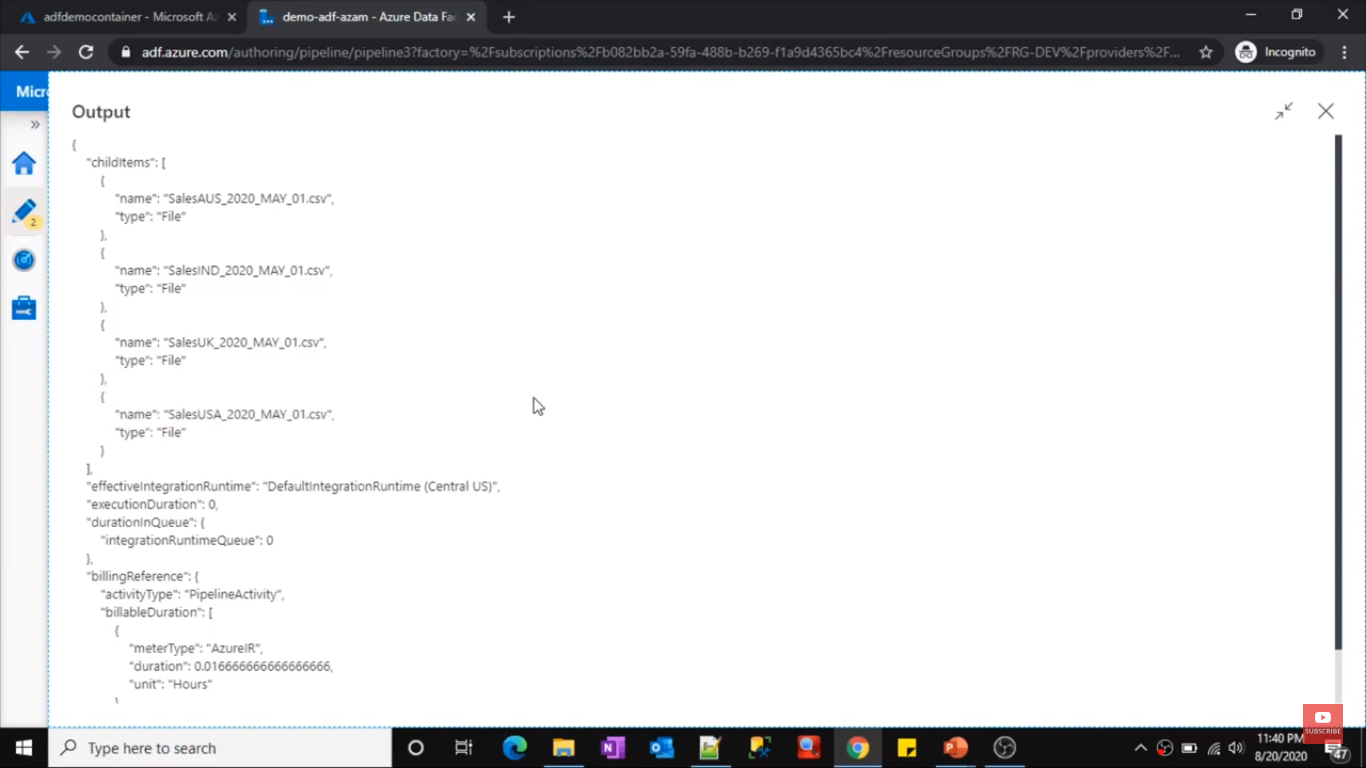 adfdemocontainer - Microsoft Az
demo-adf-azam - Azure Data Fac
adf.azure.com/authoring/pipeline/pipeline3?factory=%2Fsubscriptions%2Fb082bb2a-59fa-488b-b269-f1a9d4365bc4%2FresourceGroups%2FRG-DEV%2Fproviders%2F...
Incognito
Micr
»
2
Output
{
"childItems": [
{
"name": "SalesAUS_2020_MAY_01.csv",
"type": "File"
},
{
"name": "SalesIND_2020_MAY_01.csv",
"type": "File"
},
{
"name": "SalesUK_2020_MAY_01.csv",
"type": "File"
},
{
"name": "SalesUSA_2020_MAY_01.csv",
"type": "File"
}
],
"effectiveIntegrationRuntime": "DefaultIntegrationRuntime (Central US)",
"executionDuration": 0,
"durationInQueue": {
"integrationRuntimeQueue": 0
},
"billingReference": {
"activityType": "PipelineActivity",
"billableDuration": [
{
"meterType": "AzureIR",
"duration": 0.016666666666666666,
"unit": "Hours"
SUBSCRIBE
Type here to search
11:40 PM
8/20/2020
47